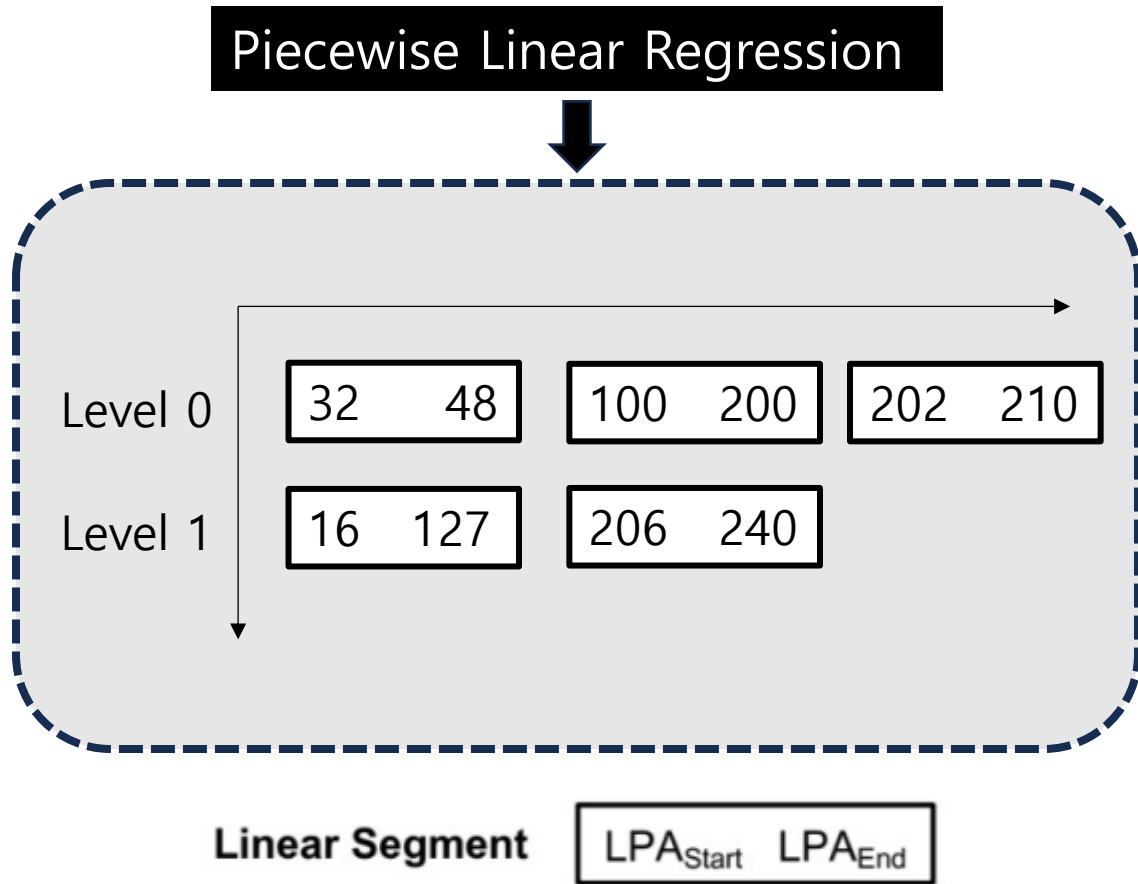 Piecewise Linear Regression
Level 0 32 48 100 200 202 210
Level 1 16 127 206 240
Linear Segment LPAStart LPAEnd